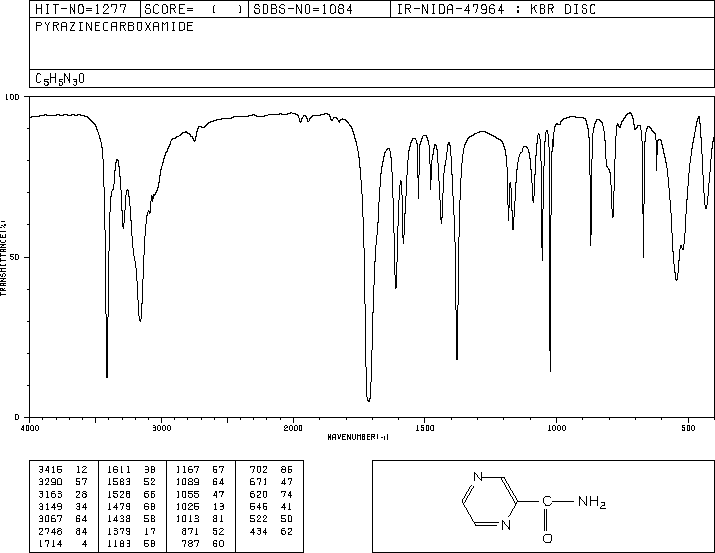 HIT-NO=1277 SCORE= ( ) SDBS-NO=1084 IR-NIDA-47964 : KBR DISC
PYRAZINECARBOXAMIDE
C5H5N3O
100
50
0
TRANSMITTANCE(%)
4000 3000 2000 1500 1000 500
WAVENUMBER(-1)
3415 12 1611 38 1167 57 702 86
3290 57 1583 52 1089 64 671 47
3163 28 1528 66 1055 47 620 74
3149 34 1479 68 1025 13 546 41
3067 64 1438 58 1013 81 522 50
2746 84 1379 17 871 52 434 62
1714 4 1183 58 787 60
N
C NH2
N
O